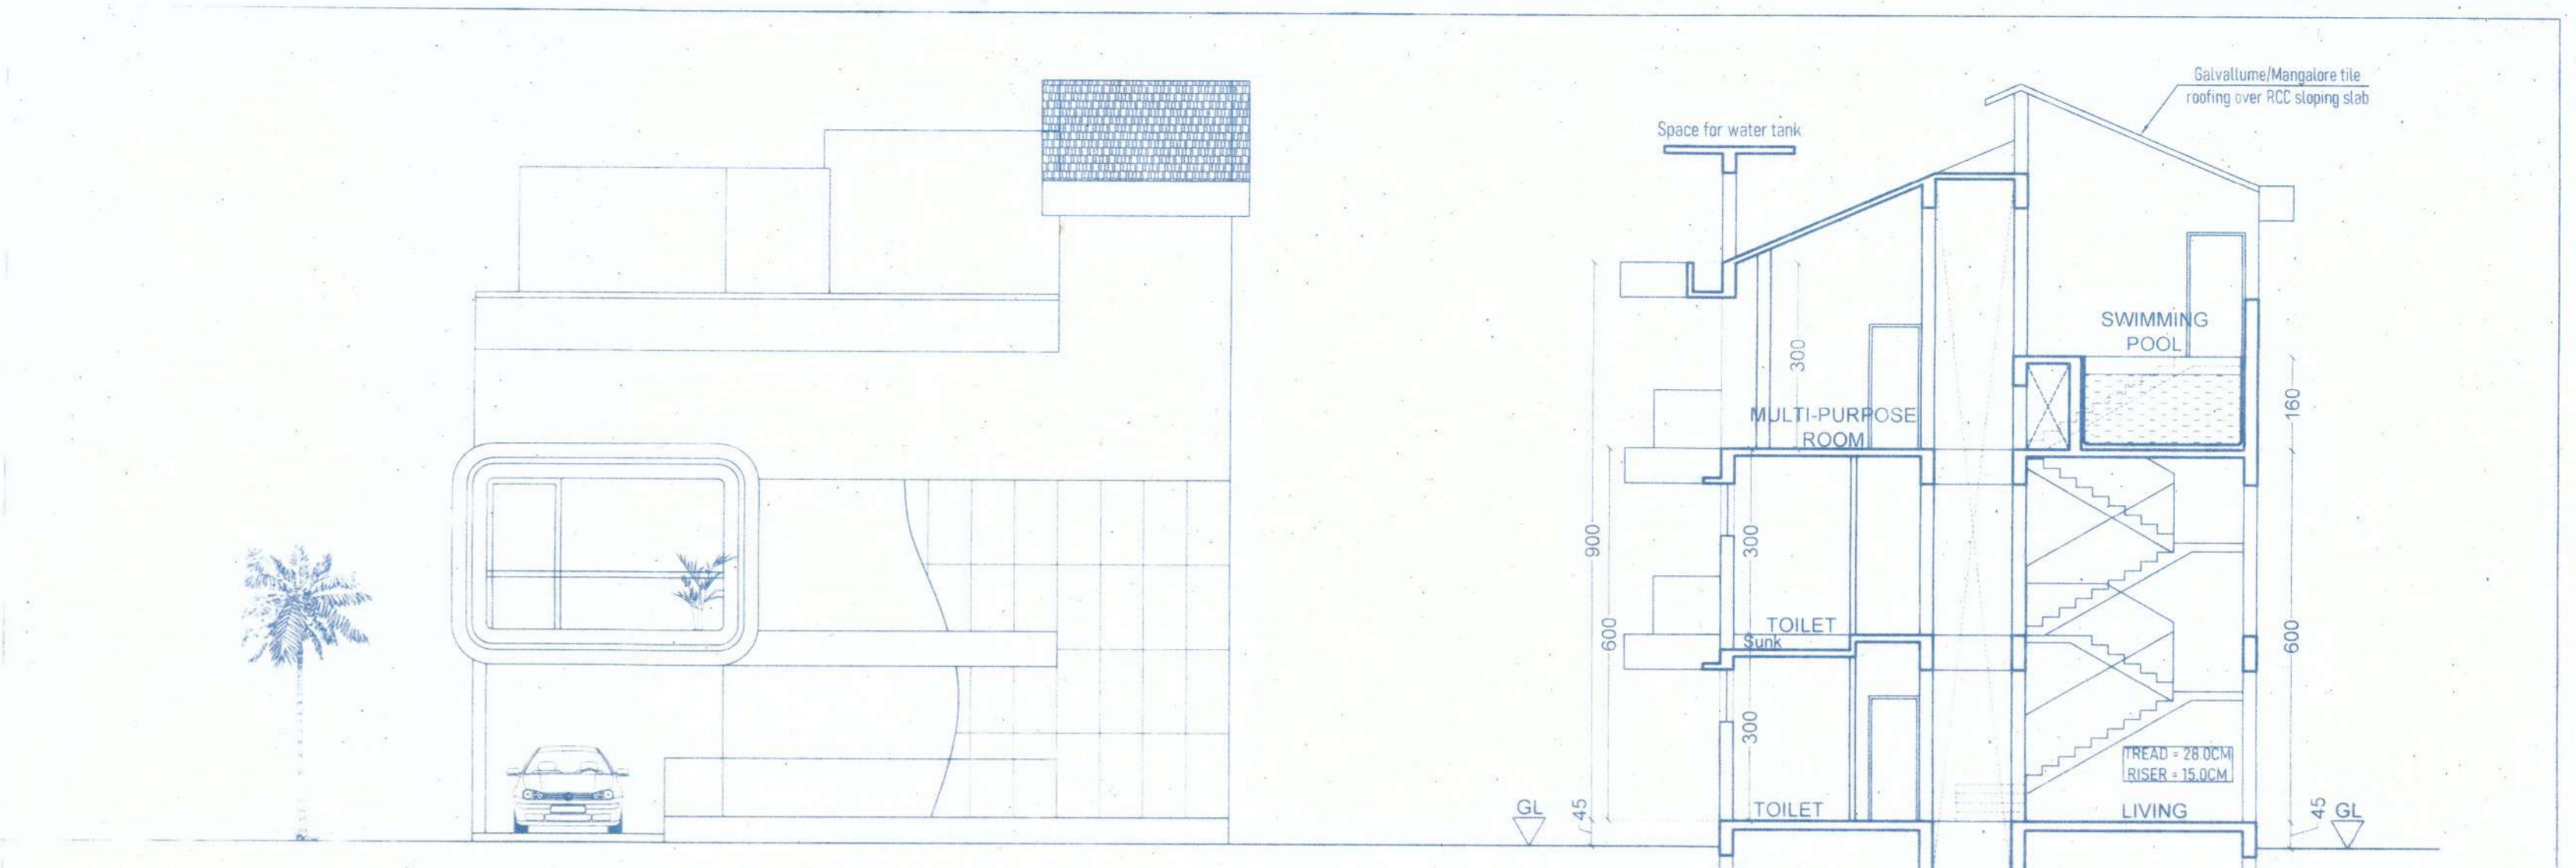 Galvallume/Mangalore tile
roofing over RCC sloping slab
Space for water tank
SWIMMING
POOL
300
160
MULTI-PURPOSE
ROOM
900
300
600
TOILET
Sunk
600
300
TREAD = 28.0CM
RISER = 15.0CM
GL
45
TOILET
LIVING
45
GL